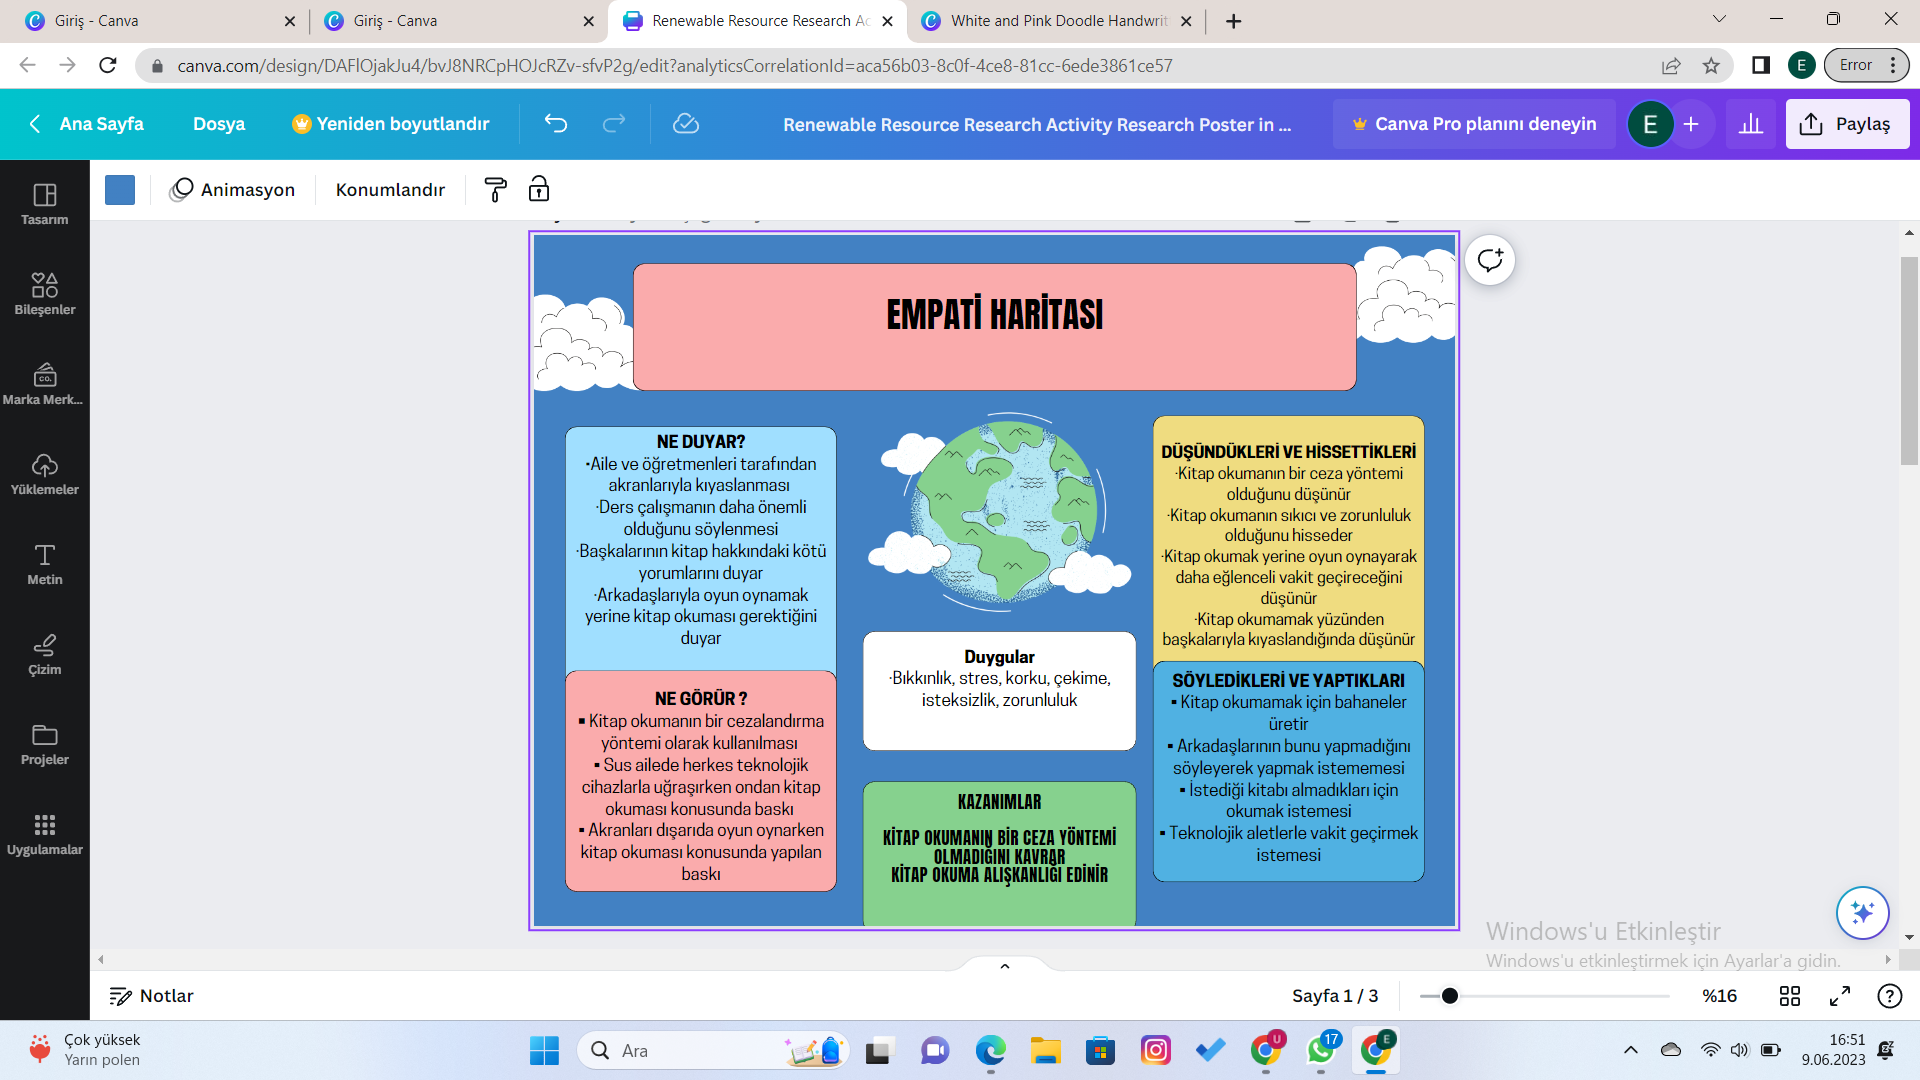 Giriş - Canva
Giriş - Canva
Renewable Resource Research Ac
White and Pink Doodle Handwrit
canva.com/design/DAFlOjakJu4/bvJ8NRCpHOJcRZv-sfvP2g/edit?analyticsCorrelationId=aca56b03-8c0f-4ce8-81cc-6ede3861ce57
E
Error
Ana Sayfa
Dosya
Yeniden boyutlandır
Renewable Resource Research Activity Research Poster in ...
Canva Pro planını deneyin
E
Paylaş
Animasyon
Konumlandır
Tasarım
Bileşenler
Marka Merk...
Yüklemeler
Metin
Çizim
Projeler
Uygulamalar
EMPATİ HARİTASI
NE DUYAR?
·Aile ve öğretmenleri tarafından
akranlarıyla kıyaslanması
·Ders çalışmanın daha önemli
olduğunu söylenmesi
·Başkalarının kitap hakkındaki kötü
yorumlarını duyar
·Arkadaşlarıyla oyun oynamak
yerine kitap okuması gerektiğini
duyar
NE GÖRÜR ?
▪ Kitap okumanın bir cezalandırma
yöntemi olarak kullanılması
▪ Sus ailede herkes teknolojik
cihazlarla uğraşırken ondan kitap
okuması konusunda baskı
▪ Akranları dışarıda oyun oynarken
kitap okuması konusunda yapılan
baskı
Duygular
·Bıkkınlık, stres, korku, çekime,
isteksizlik, zorunluluk
KAZANIMLAR
KİTAP OKUMANIN BİR CEZA YÖNTEMİ
OLMADIĞINI KAVRAR
KİTAP OKUMA ALIŞKANLIĞI EDİNİR
DÜŞÜNDÜKLERİ VE HİSSETTİKLERİ
·Kitap okumanın bir ceza yöntemi
olduğunu düşünür
·Kitap okumanın sıkıcı ve zorunluluk
olduğunu hisseder
·Kitap okumak yerine oyun oynayarak
daha eğlenceli vakit geçireceğini
düşünür
·Kitap okumamak yüzünden
başkalarıyla kıyaslandığında düşünür
SÖYLEDİKLERİ VE YAPTIKLARI
▪ Kitap okumamak için bahaneler
üretir
▪ Arkadaşlarının bunu yapmadığını
söyleyerek yapmak istememesi
▪ İstediği kitabı almadıkları için
okumak istemesi
▪ Teknolojik aletlerle vakit geçirmek
istemesi
Windows'u Etkinleştir
Windows'u etkinleştirmek için Ayarlar'a gidin.
Notlar
Sayfa 1 / 3
%16
Çok yüksek
Yarın polen
Ara
U
17
E
16:51
9.06.2023